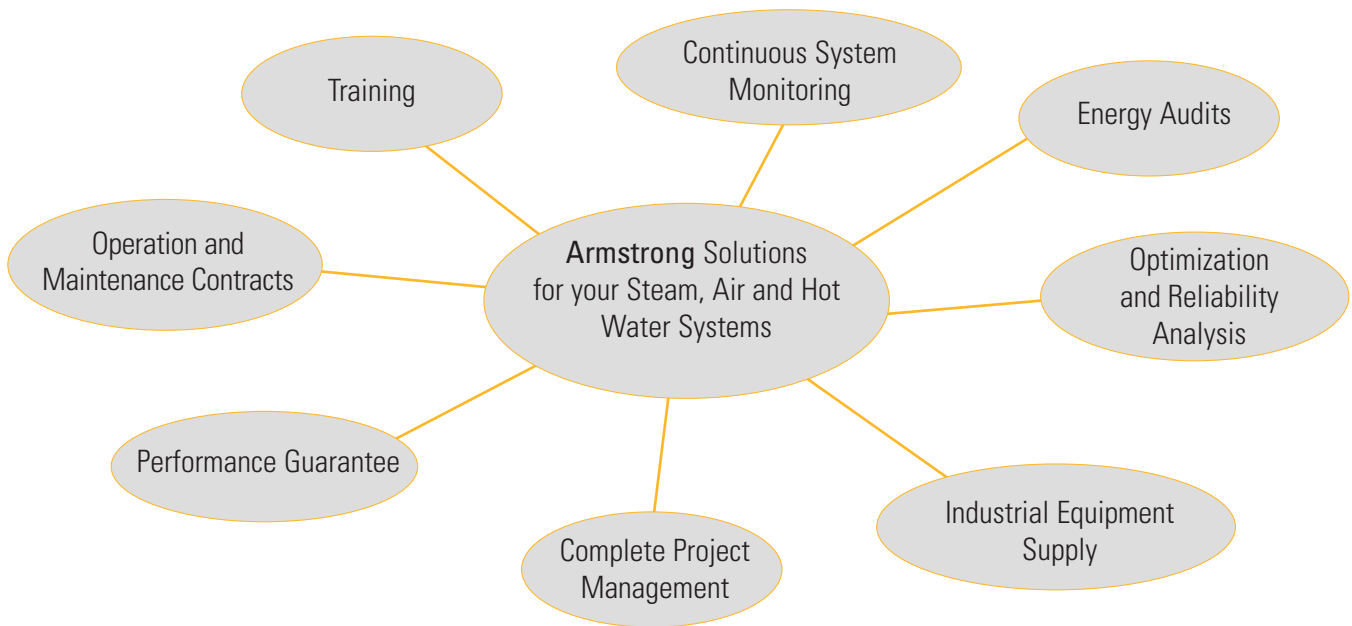 Training
Continuous System
Monitoring
Energy Audits
Operation and
Maintenance Contracts
Armstrong Solutions
for your Steam, Air and Hot
Water Systems
Optimization
and Reliability
Analysis
Performance Guarantee
Complete Project
Management
Industrial Equipment
Supply